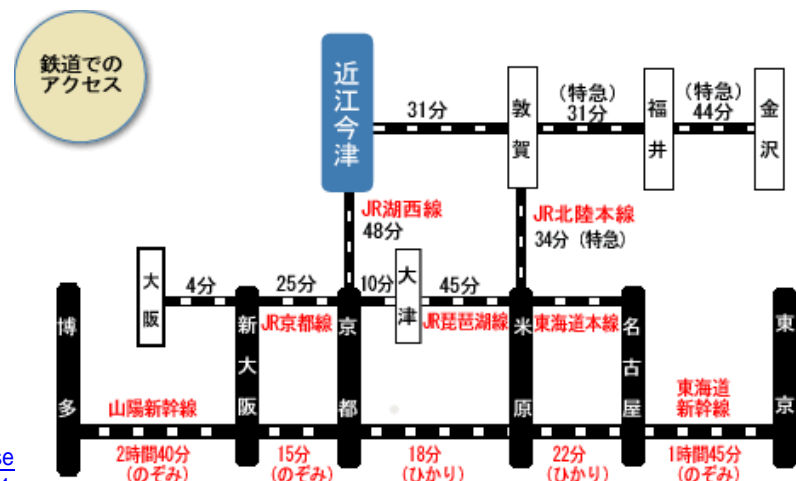 鉄道での
アクセス
近江今津
31分
敦賀
(特急)
31分
福井
(特急)
44分
金沢
JR湖西線
48分
JR北陸本線
34分(特急)
大阪
4分
新大阪
25分
JR京都線
京都
10分
大津
45分
JR琵琶湖線
米原
東海道本線
名古屋
東京
博多
山陽新幹線
2時間40分
(のぞみ)
15分
(のぞみ)
18分
(ひかり)
22分
(ひかり)
東海道
新幹線
1時間45分
(のぞみ)
se